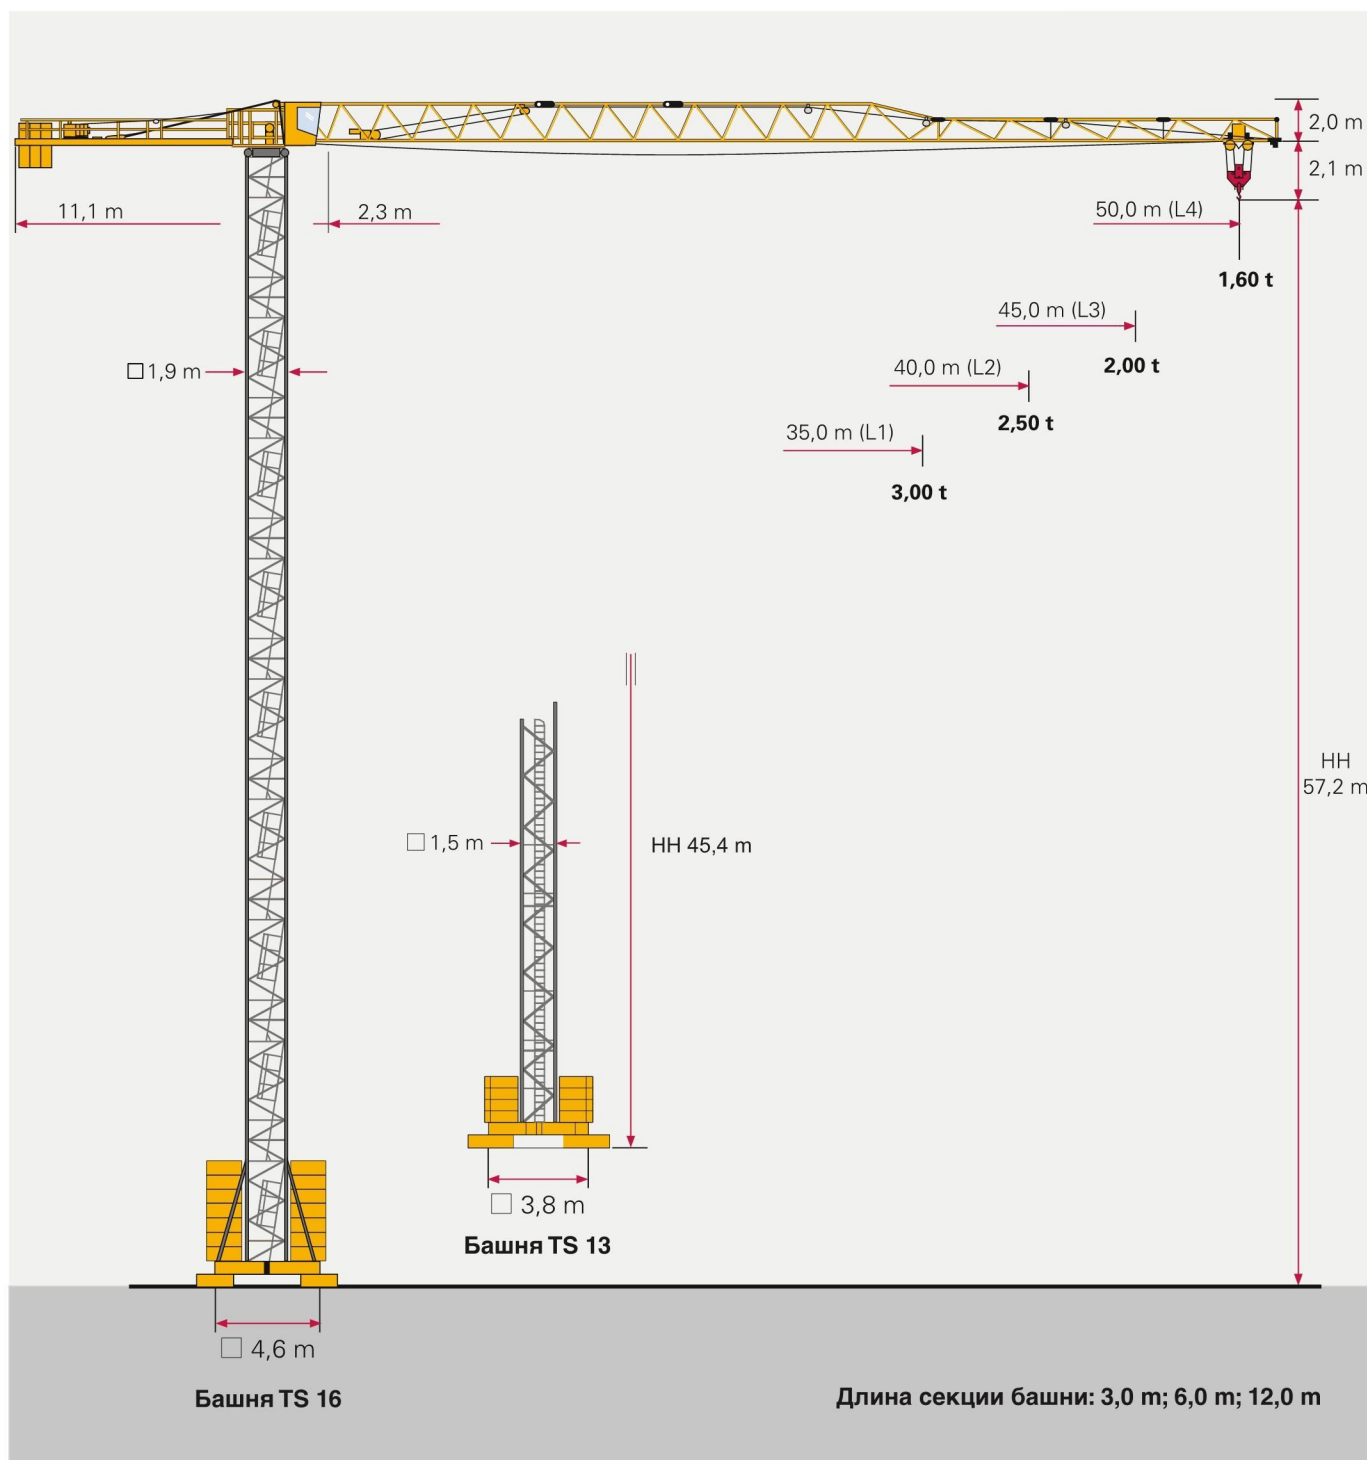 2,0 m
2,1 m
11,1 m
2,3 m
50,0 m (L4)
1,60 t
45,0 m (L3)
2,00 t
□ 1,9 m
40,0 m (L2)
2,50 t
35,0 m (L1)
3,00 t
HH
57,2 m
□ 1,5 m
HH 45,4 m
□ 3,8 m
Башня TS 13
□ 4,6 m
Башня TS 16
Длина секции башни: 3,0 m; 6,0 m; 12,0 m